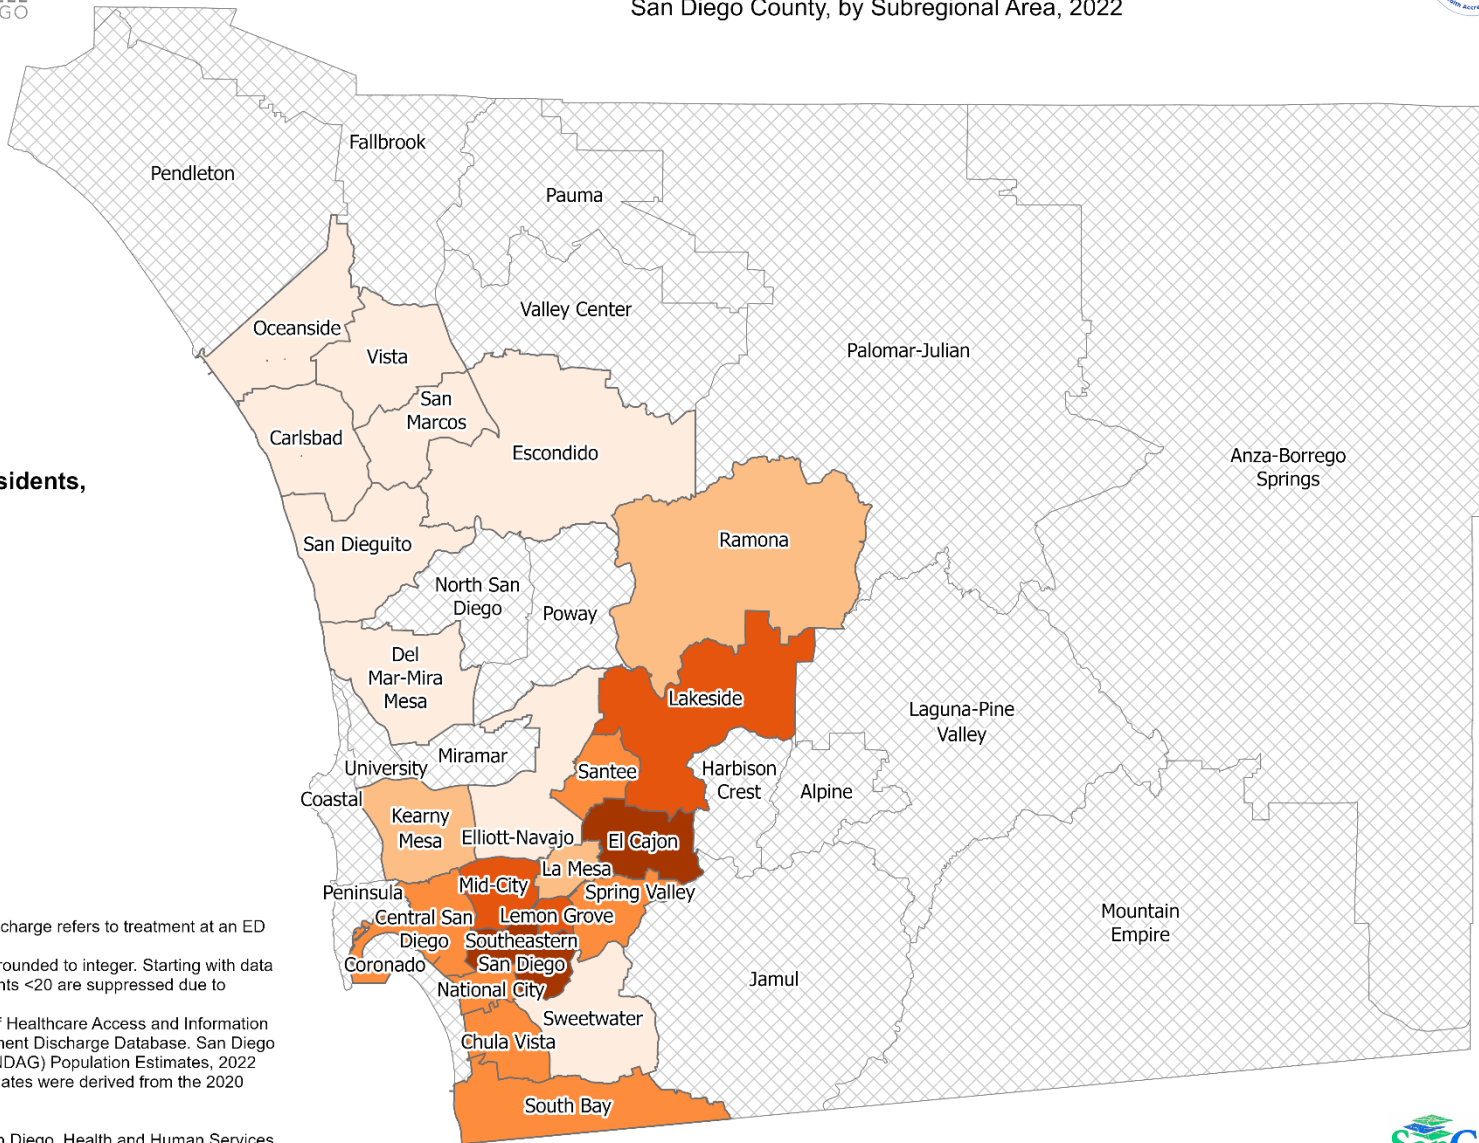 GO
San Diego County, by Subregional Area, 2022
Health Accre
Fallbrook
Pendleton
Pauma
Valley Center
Oceanside
Vista
Palomar-Julian
San
Marcos
Carlsbad
Escondido
Anza-Borrego
Springs
sidents,
San Dieguito
Ramona
North San
Diego
Poway
Del
Mar-Mira
Mesa
Lakeside
Laguna-Pine
Valley
Miramar
University
Santee
Harbison
Crest
Alpine
Coastal
Kearny
Mesa
Elliott-Navajo
El Cajon
La Mesa
Mid-City
Spring Valley
Peninsula
Central San
Diego
Lemon Grove
Mountain
Empire
Southeastern
San Diego
Coronado
Jamul
National City
Sweetwater
Chula Vista
South Bay
charge refers to treatment at an ED
rounded to integer. Starting with data
nts <20 are suppressed due to
f Healthcare Access and Information
nent Discharge Database. San Diego
NDAG) Population Estimates, 2022
ates were derived from the 2020
n Diego, Health and Human Services